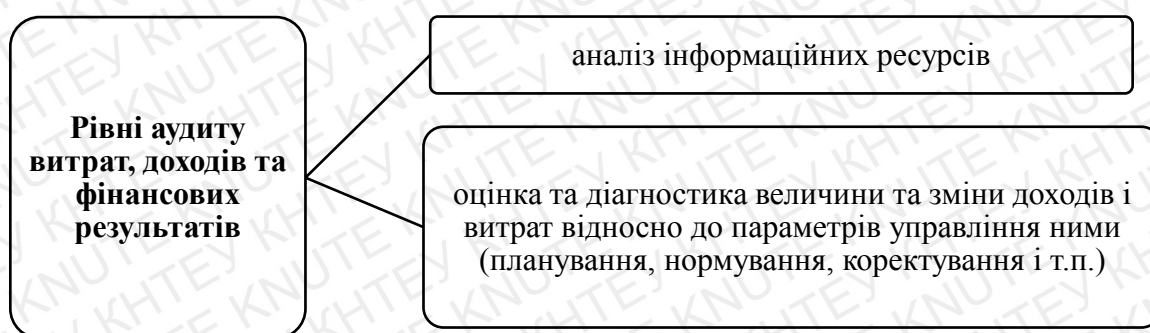 Рівні аудиту
витрат, доходів та
фінансових
результатів
аналіз інформаційних ресурсів
оцінка та діагностика величини та зміни доходів і
витрат відносно до параметрів управління ними
(планування, нормування, коректування і т.п.)